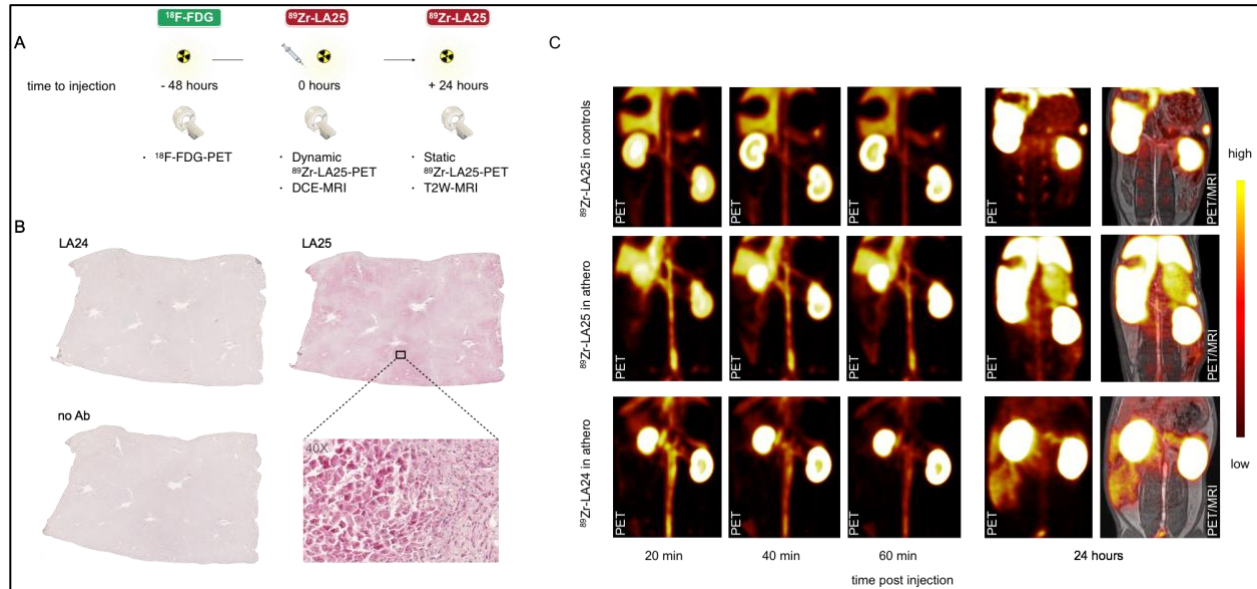 A
¹⁸F-FDG
⁸⁹Zr-LA25
⁸⁹Zr-LA25
time to injection
- 48 hours
0 hours
+ 24 hours
· ¹⁸F-FDG-PET
· Dynamic
⁸⁹Zr-LA25-PET
· DCE-MRI
· Static
⁸⁹Zr-LA25-PET
· T2W-MRI
B
LA24
LA25
no Ab
40X
C
⁸⁹Zr-LA25 in controls
PET
PET
PET
PET
PET/MRI
⁸⁹Zr-LA25 in athero
PET
PET
PET
PET
PET/MRI
⁸⁹Zr-LA24 in athero
PET
PET
PET
PET
PET/MRI
20 min
40 min
60 min
24 hours
time post injection
high
low